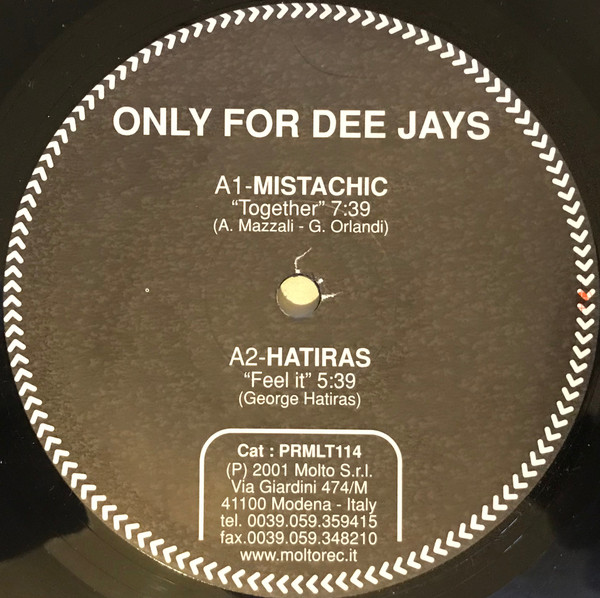 ONLY FOR DEE JAYS
A1-MISTACHIC
“Together” 7:39
(A. Mazzali - G. Orlandi)
A2-HATIRAS
“Feel it” 5:39
(George Hatiras)
Cat : PRMLT114
(P) 2001 Molto S.r.l.
Via Giardini 474/M
41100 Modena - Italy
tel. 0039.059.359415
fax.0039.059.348210
www.moltorec.it